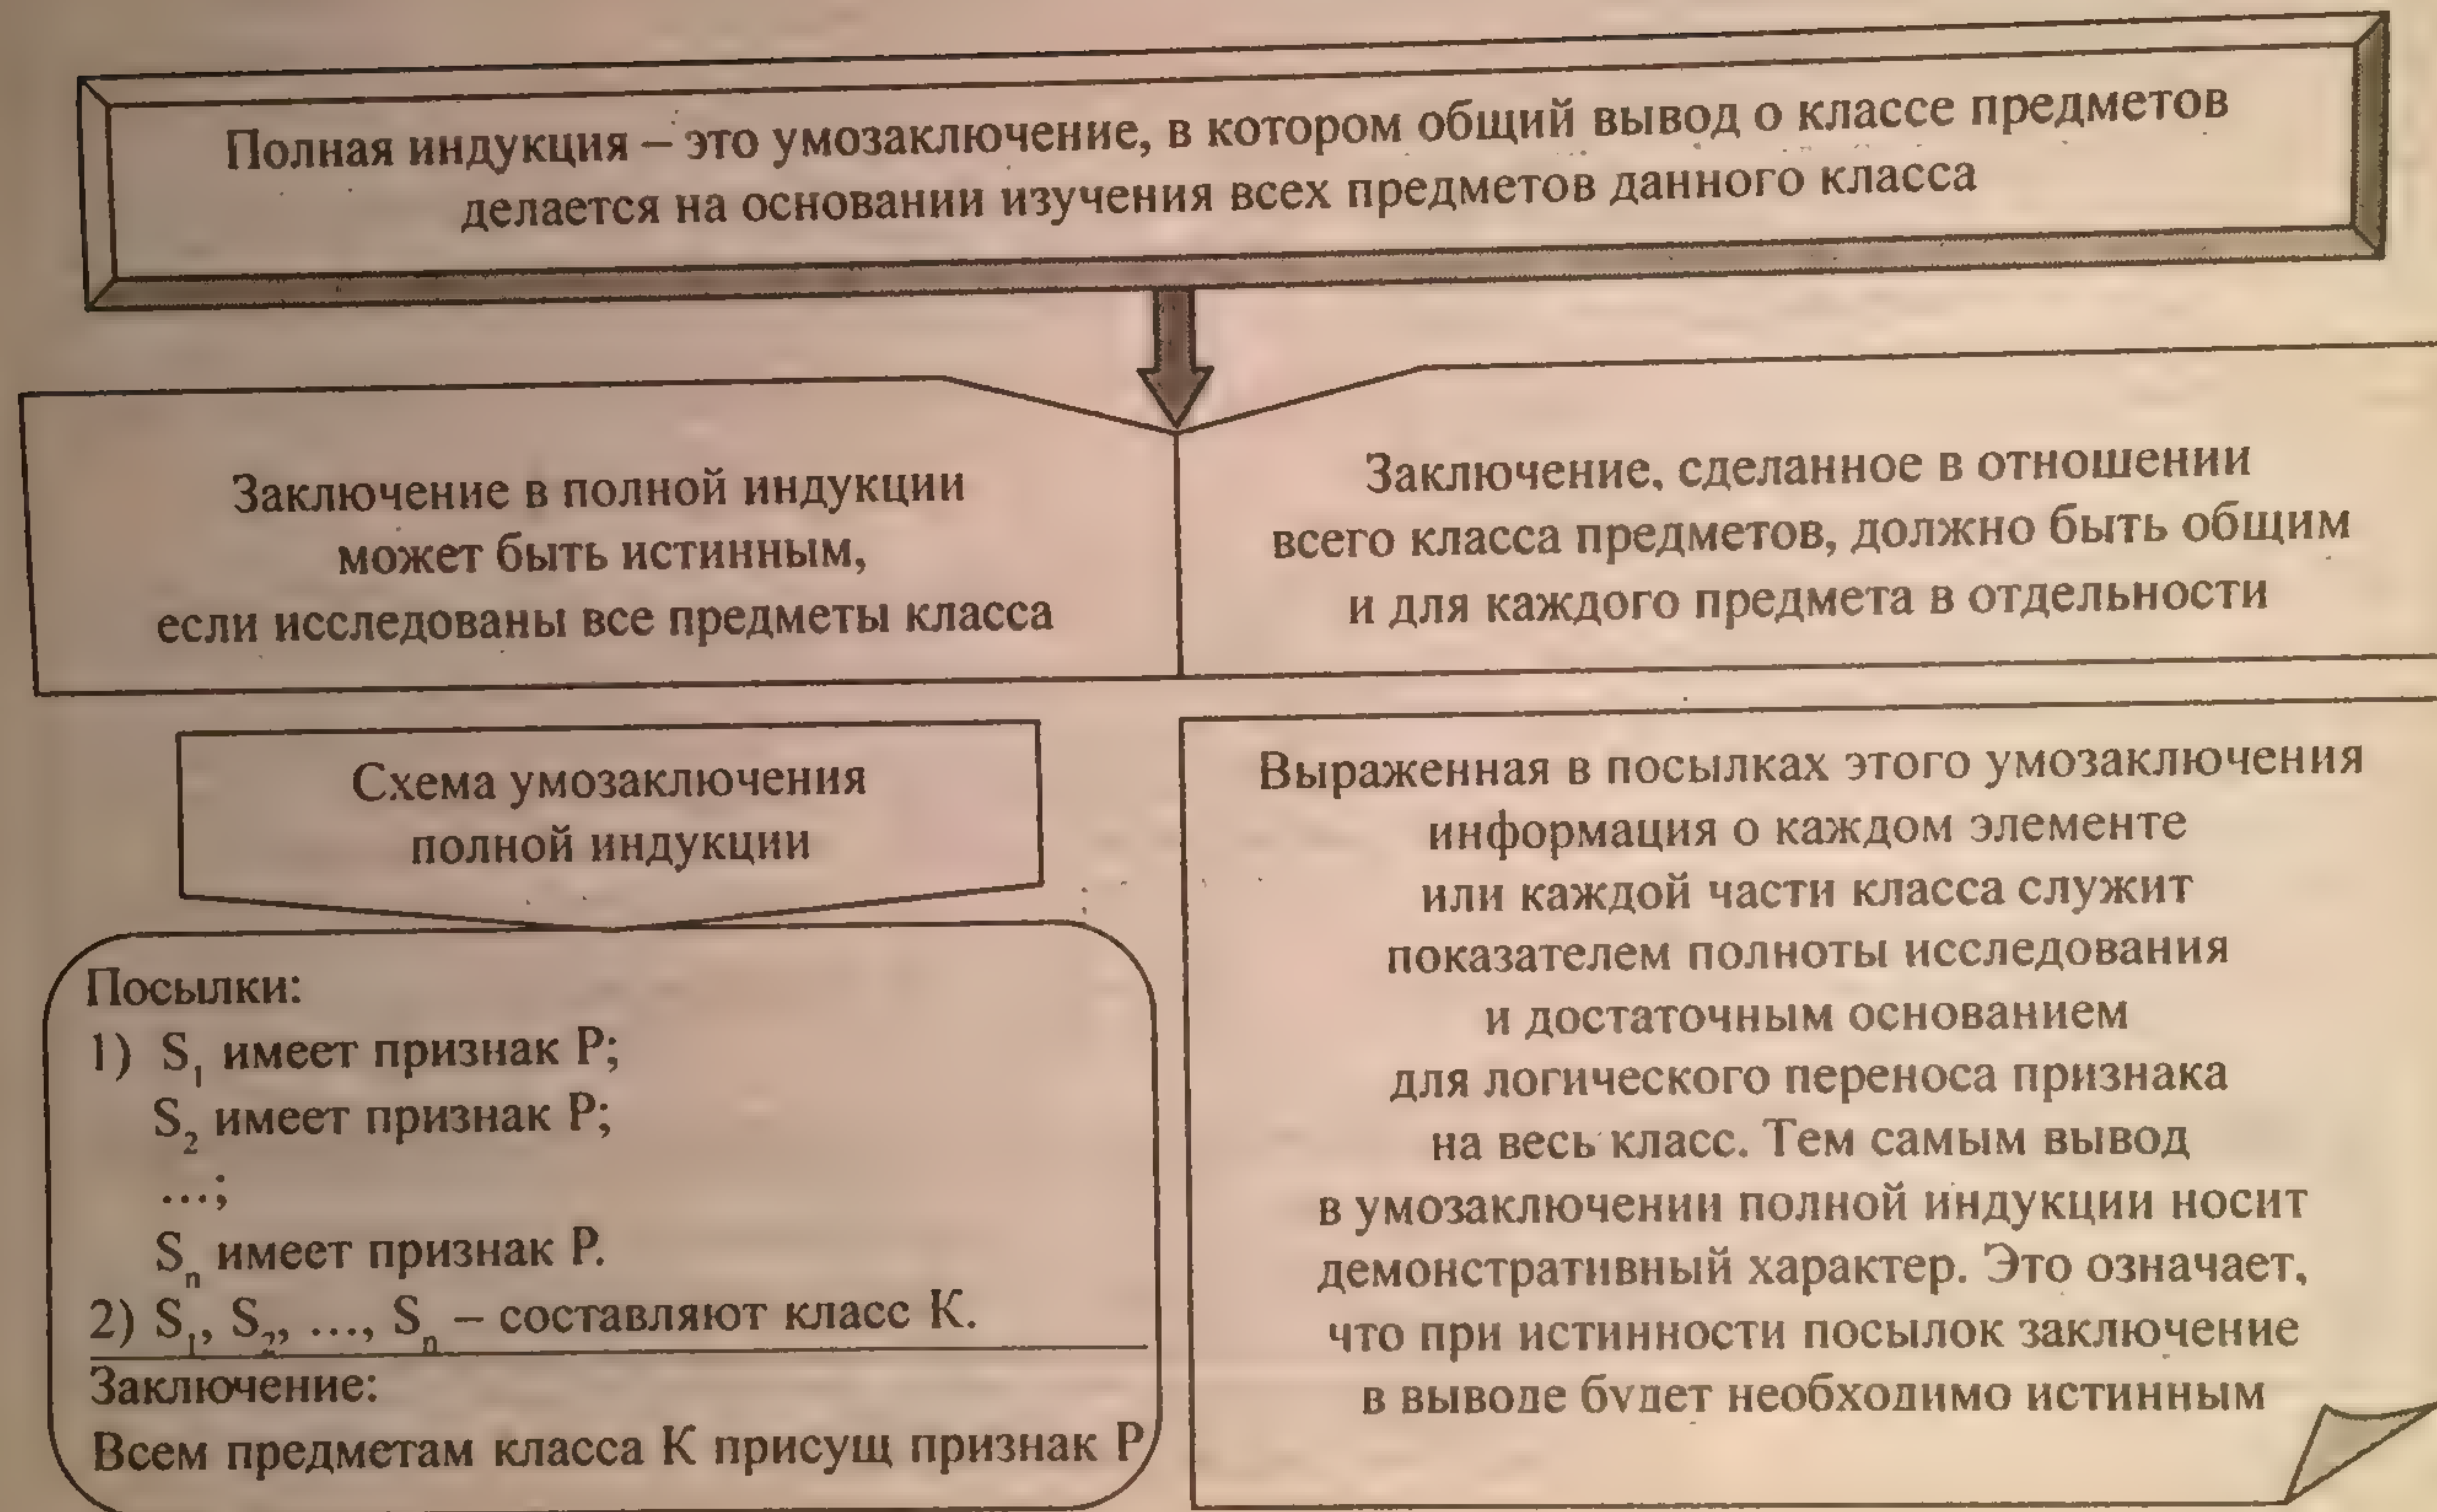 Полная индукция – это умозаключение, в котором общий вывод о классе предметов
делается на основании изучения всех предметов данного класса
Заключение в полной индукции
может быть истинным,
если исследованы все предметы класса
Заключение, сделанное в отношении
всего класса предметов, должно быть общим
и для каждого предмета в отдельности
Схема умозаключения
полной индукции
Посылки:
1) S₁ имеет признак Р;
S₂ имеет признак Р;
...;
Sₙ имеет признак Р.
2) S₁, S₂, ..., Sₙ – составляют класс К.
Заключение:
Всем предметам класса К присущ признак Р
Выраженная в посылках этого умозаключения
информация о каждом элементе
или каждой части класса служит
показателем полноты исследования
и достаточным основанием
для логического переноса признака
на весь класс. Тем самым вывод
в умозаключении полной индукции носит
демонстративный характер. Это означает,
что при истинности посылок заключение
в выводе будет необходимо истинным